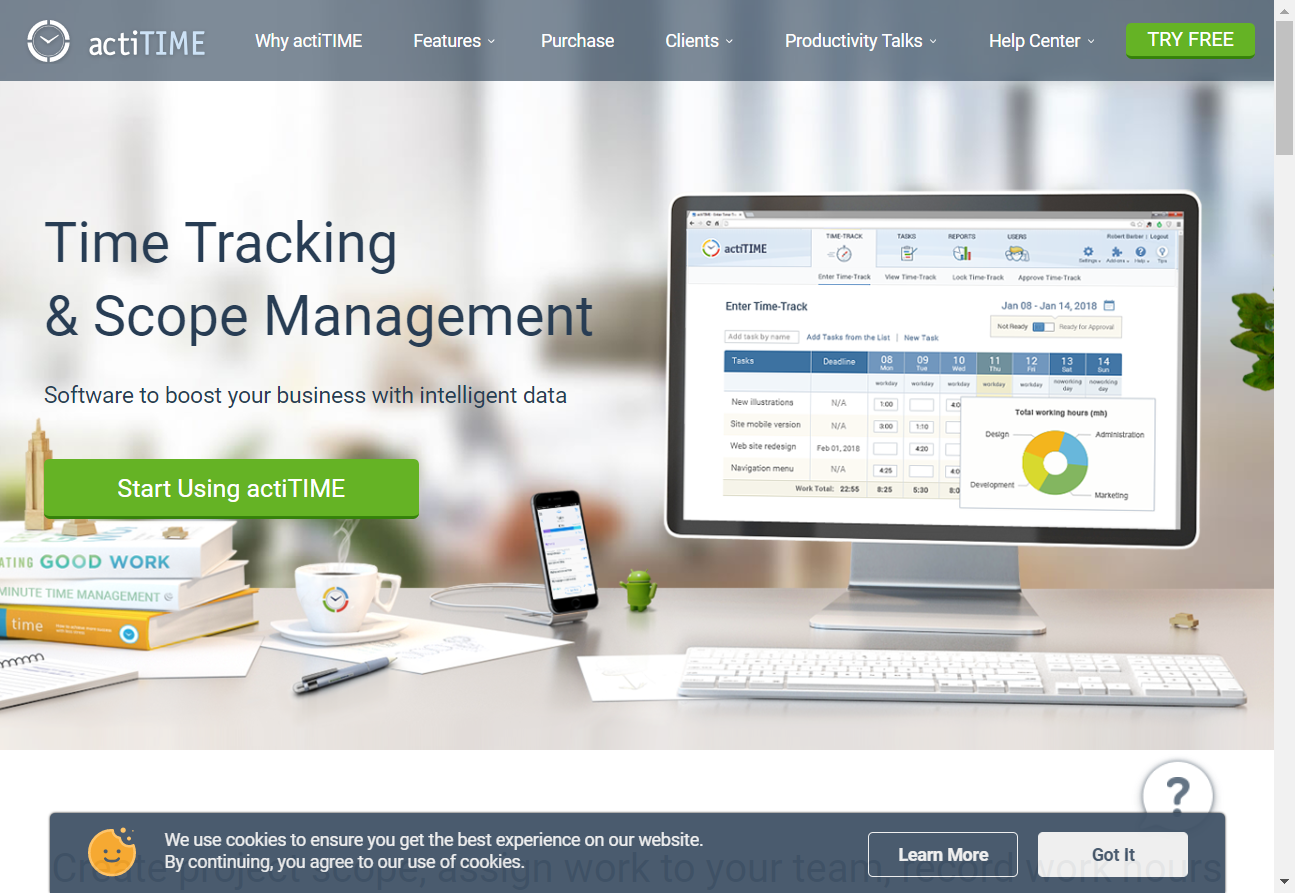 actiTIME
Why actiTIME
Features
Purchase
Clients
Productivity Talks
Help Center
TRY FREE
Time Tracking
& Scope Management
Software to boost your business with intelligent data
Start Using actiTIME
ATING GOOD WORK
MINUTE TIME MANAGEMENT
time
actiTIME
TIME-TRACK
TASKS
REPORTS
USERS
Robert Barber | Logout
Settings
Add-ons
Help
Tips
Enter Time-Track
View Time-Track
Lock Time-Track
Approve Time-Track
Enter Time-Track
Jan 08 - Jan 14, 2018
Not Ready
Ready for Approval
Add task by name
Add Tasks from the List | New Task
Tasks Deadline 08 09 10 11 12 13 14
Mon Tue Wed Thu Fri Sat Sun
workday workday workday workday workday nonworking day nonworking day
New illustrations N/A 1:00 4:0
Site mobile version N/A 3:00 1:10
Web site redesign Feb 01, 2018 4:20
Navigation menu N/A 4:25 4:0
Work Total: 22:55 8:25 5:30 8:0
Total working hours (mh)
Design
Administration
Development
Marketing
?
We use cookies to ensure you get the best experience on our website.
By continuing, you agree to our use of cookies.
Learn More
Got It
Create project scope, assign work to your team, record work hours